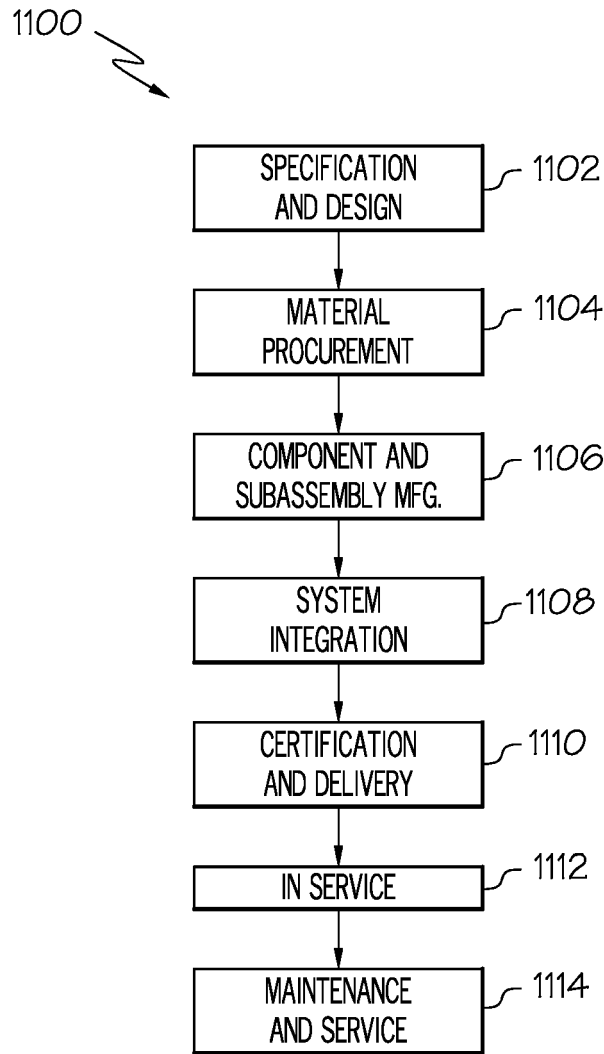 1100
SPECIFICATION
AND DESIGN
1102
MATERIAL
PROCUREMENT
1104
COMPONENT AND
SUBASSEMBLY MFG.
1106
SYSTEM
INTEGRATION
1108
CERTIFICATION
AND DELIVERY
1110
IN SERVICE
1112
MAINTENANCE
AND SERVICE
1114